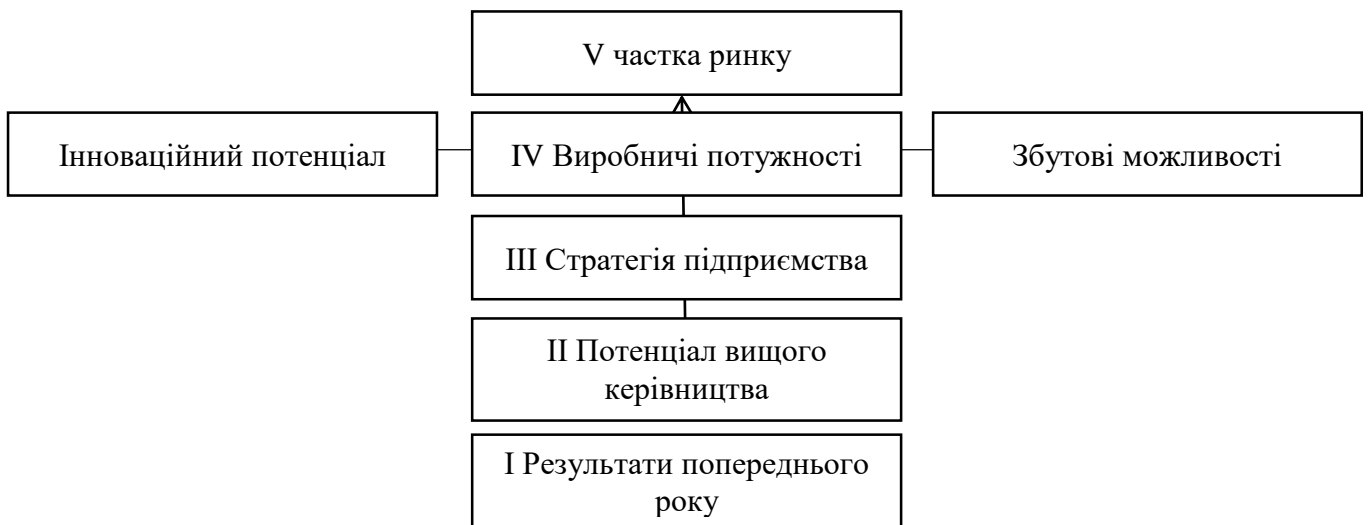 V частка ринку
Інноваційний потенціал
IV Виробничі потужності
Збутові можливості
III Стратегія підприємства
II Потенціал вищого
керівництва
I Результати попереднього
року